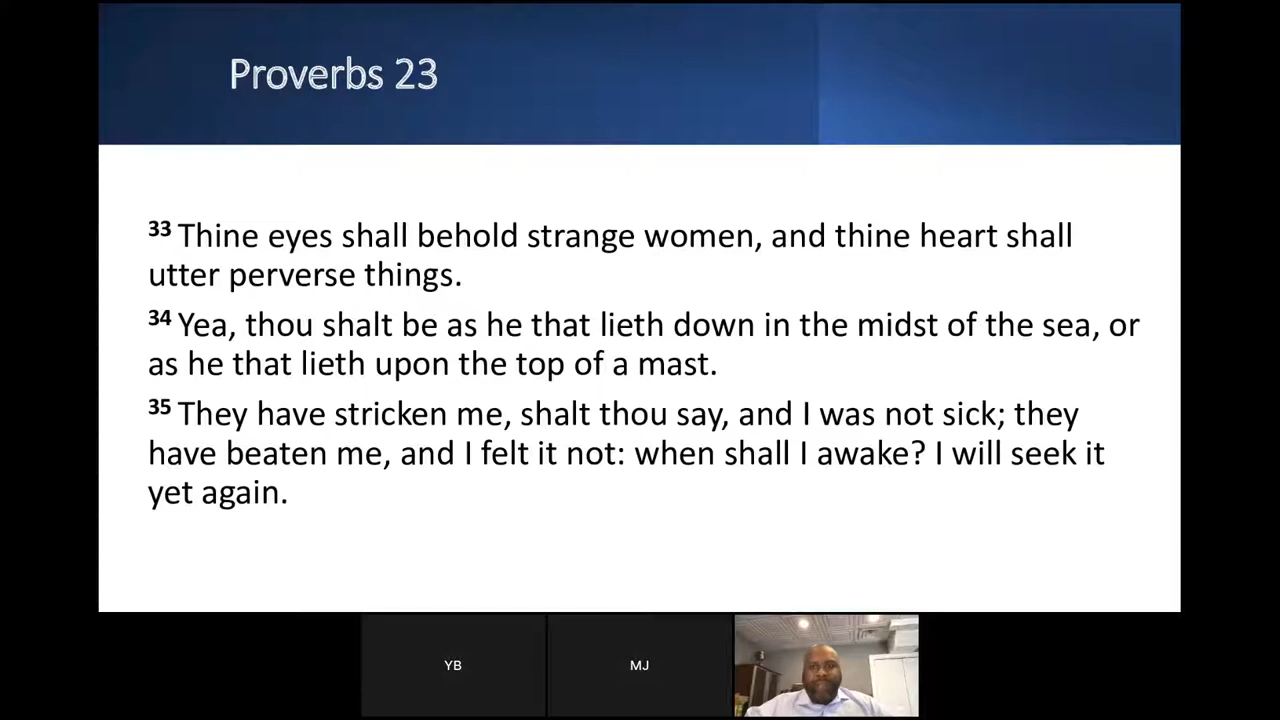 Proverbs 23
33 Thine eyes shall behold strange women, and thine heart shall
utter perverse things.
34 Yea, thou shalt be as he that lieth down in the midst of the sea, or
as he that lieth upon the top of a mast.
35 They have stricken me, shalt thou say, and I was not sick; they
have beaten me, and I felt it not: when shall I awake? I will seek it
yet again.
YB
MJ